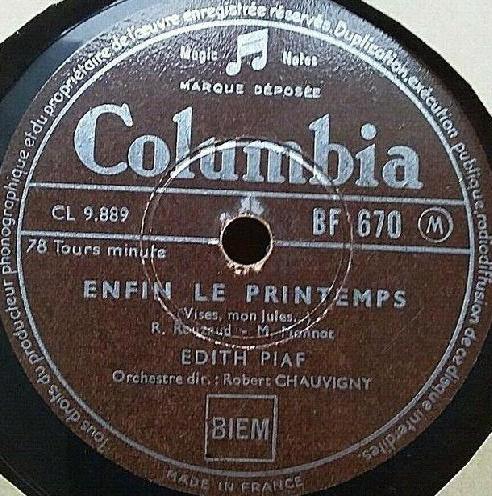 Tous droits du producteur phonographique et du propriétaire de l'œuvre enregistrée réservés. Duplication, exécution publique, radiodiffusion de ce disque interdites.
Magic Notes
MARQUE DÉPOSÉE
Columbia
CL 9.889 BF 670 M
78 Tours minute
ENFIN LE PRINTEMPS
(Vises, mon Jules...)
R. Rouzaud - M. Monnot
EDITH PIAF
Orchestre dir.: Robert CHAUVIGNY
BIEM
MADE IN FRANCE